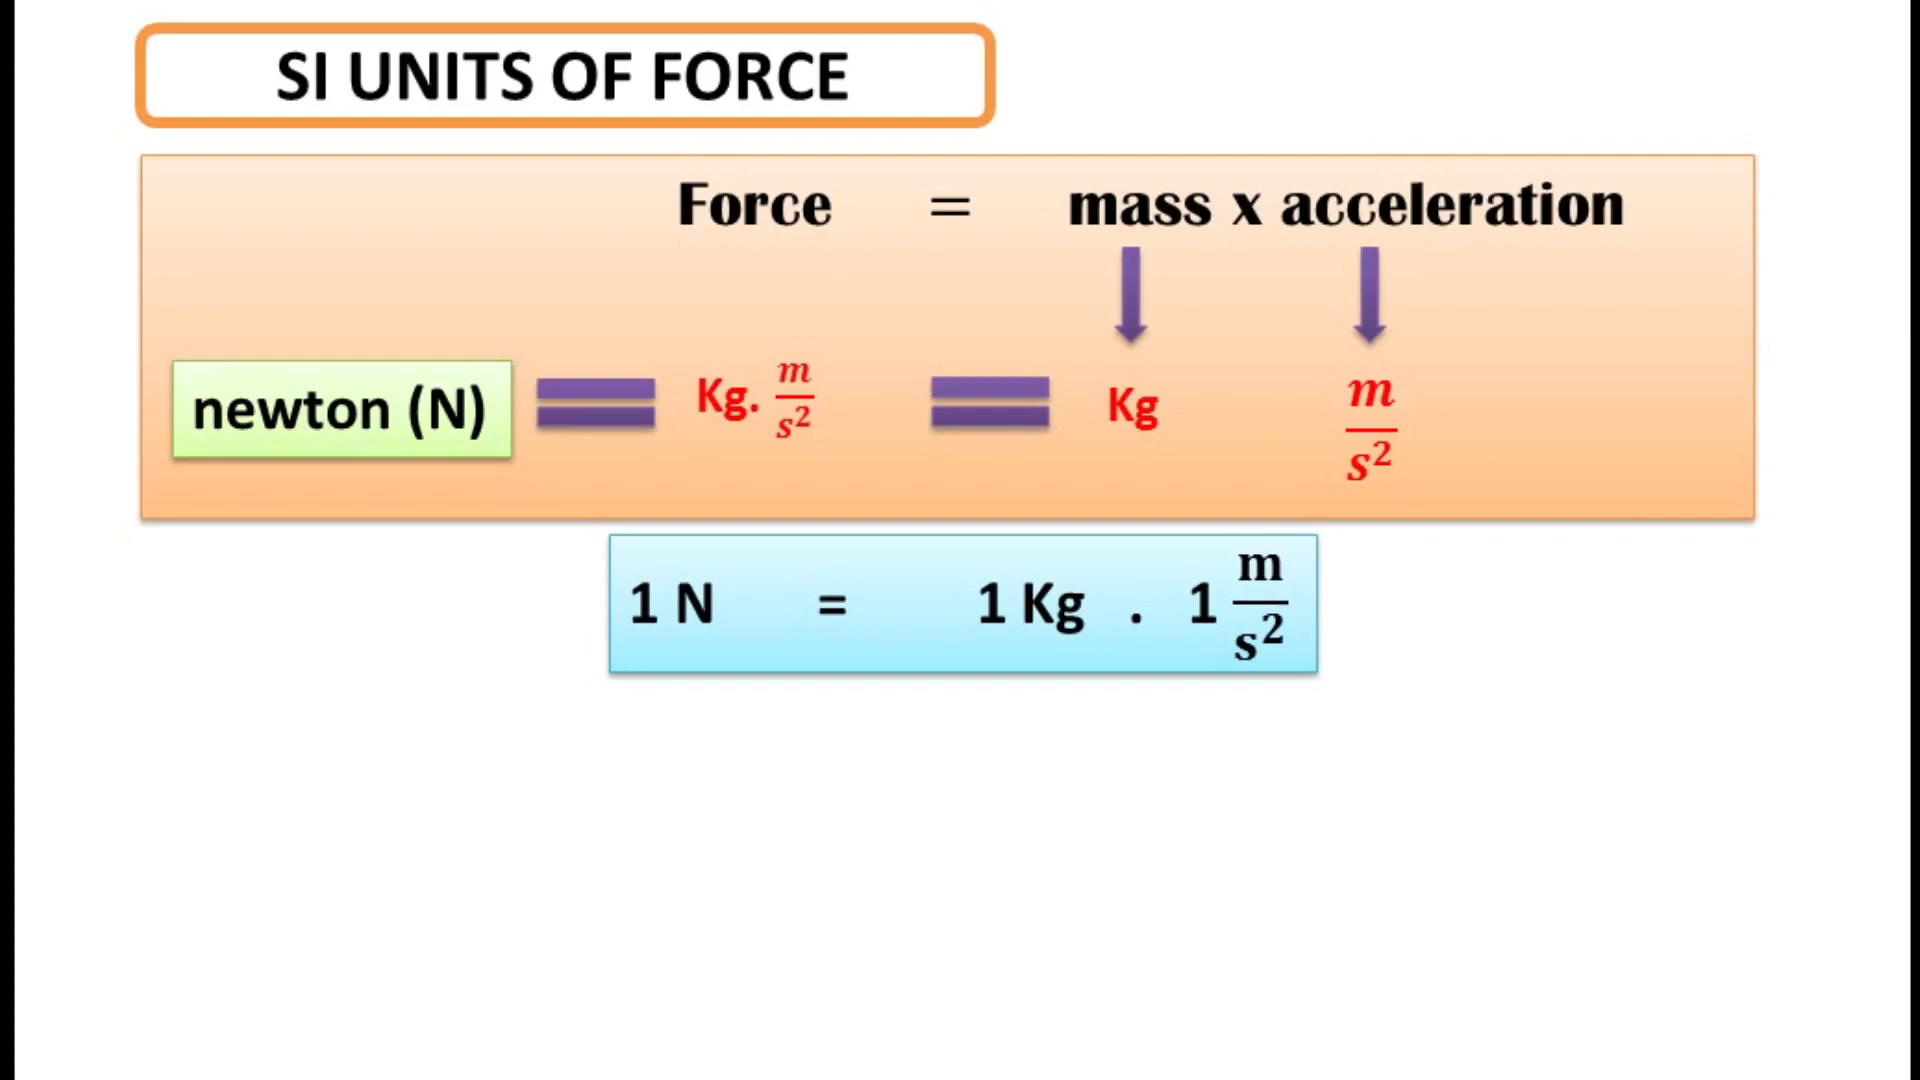 SI UNITS OF FORCE
Force = mass x acceleration
newton (N) = Kg. m/s² = Kg m/s²
1 N = 1 Kg . 1 m/s²